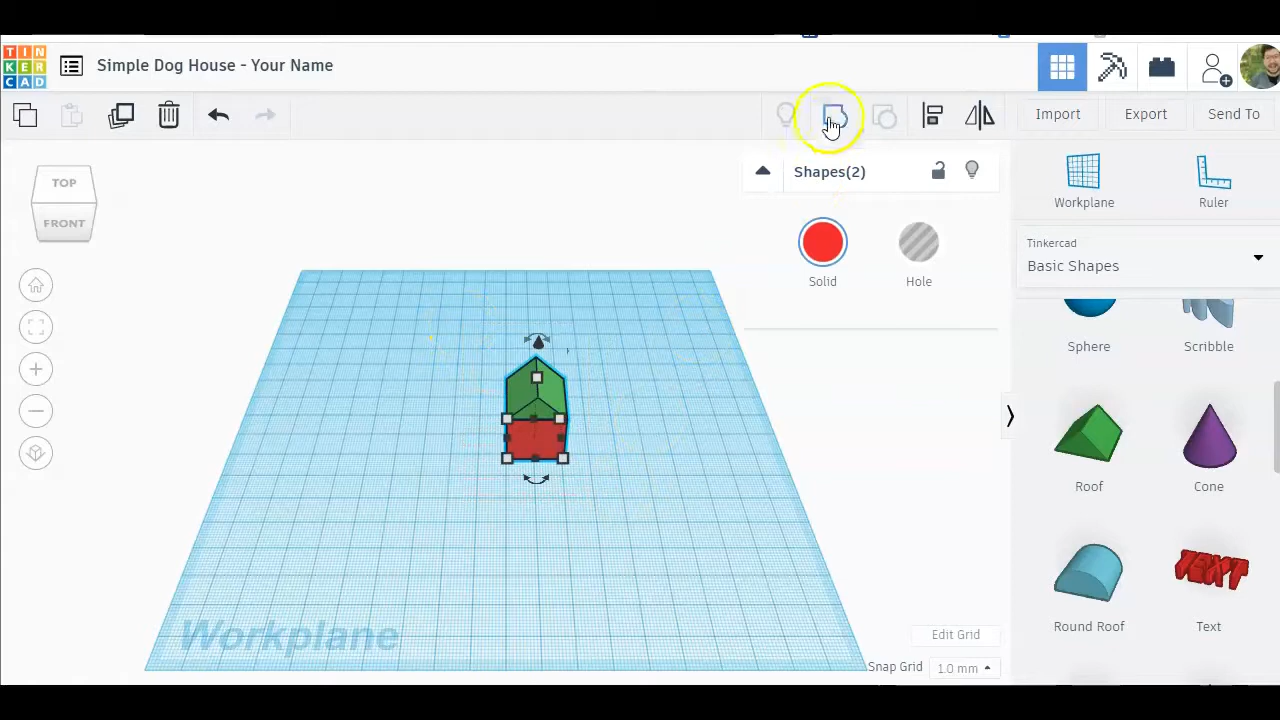 TIN
KER
CAD
Simple Dog House - Your Name
Import
Export
Send To
TOP
FRONT
Shapes(2)
Solid
Hole
Workplane
Ruler
Tinkercad
Basic Shapes
Sphere
Scribble
Roof
Cone
TEXT
Round Roof
Text
Workplane
Edit Grid
Snap Grid
1.0 mm